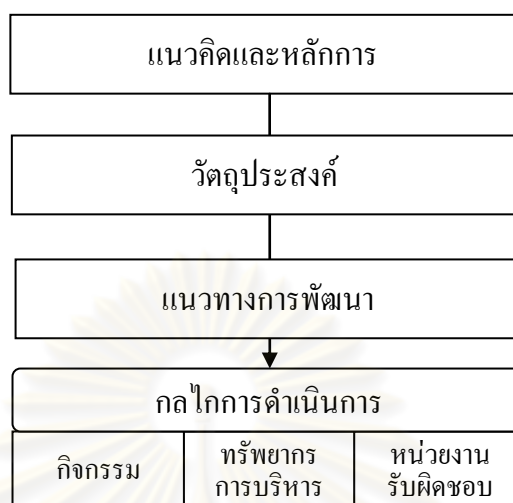 แนวคิดและหลักการ
วัตถุประสงค์
แนวทางการพัฒนา
กลไกการดำเนินการ
กิจกรรม
ทรัพยากร
การบริหาร
หน่วยงาน
รับผิดชอบ